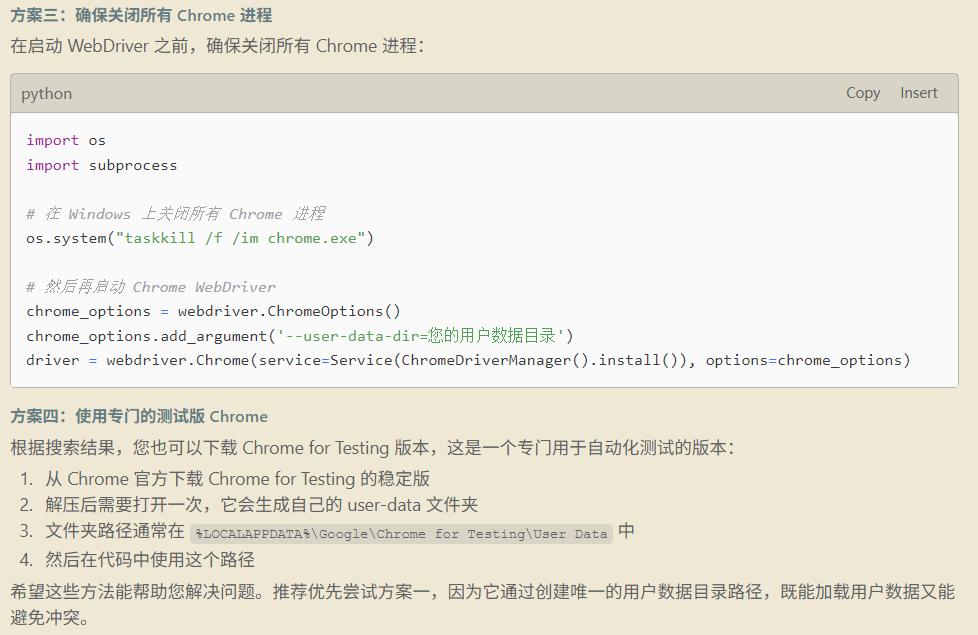 方案三：确保关闭所有 Chrome 进程
在启动 WebDriver 之前，确保关闭所有 Chrome 进程：
python
Copy
Insert
import os
import subprocess
# 在 Windows 上关闭所有 Chrome 进程
os.system("taskkill /f /im chrome.exe")
# 然后再启动 Chrome WebDriver
chrome_options = webdriver.ChromeOptions()
chrome_options.add_argument('--user-data-dir=您的用户数据目录')
driver = webdriver.Chrome(service=Service(ChromeDriverManager().install()), options=chrome_options)
方案四：使用专门的测试版 Chrome
根据搜索结果，您也可以下载 Chrome for Testing 版本，这是一个专门用于自动化测试的版本：
1. 从 Chrome 官方下载 Chrome for Testing 的稳定版
2. 解压后需要打开一次，它会生成自己的 user-data 文件夹
3. 文件夹路径通常在 %LOCALAPPDATA%\Google\Chrome for Testing\User Data 中
4. 然后在代码中使用这个路径
希望这些方法能帮助您解决问题。推荐优先尝试方案一，因为它通过创建唯一的用户数据目录路径，既能加载用户数据又能
避免冲突。